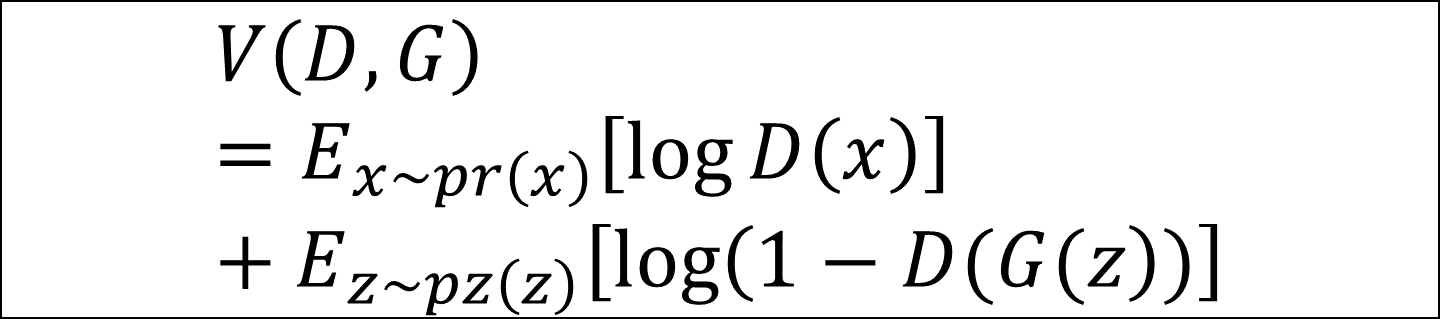 V(D,G)
= E_{x~pr(x)}[log D(x)]
+ E_{z~pz(z)}[log(1 − D(G(z))]